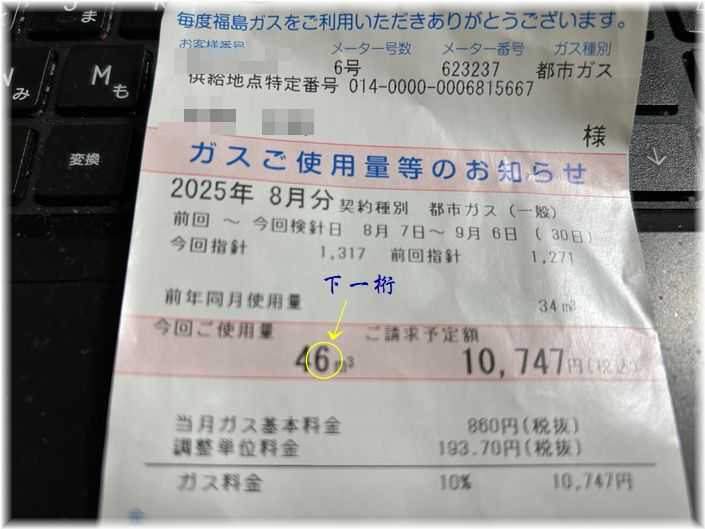 毎度福島ガスをご利用いただきありがとうございます。
お客様番号 メーター号数 メーター番号 ガス種別
6号 623237 都市ガス
供給地点特定番号 014-0000-0006815667
様
ガスご使用量等のお知らせ
2025年 8月分 契約種別 都市ガス(一般)
前回 ~ 今回検針日 8月 7日~ 9月 6日 ( 30日)
今回指針 1,317 前回指針 1,271
下一桁
前年同月使用量 34m³
今回ご使用量 ご請求予定額
46m³ 10,747円(税込)
当月ガス基本料金 860円(税抜)
調整単位料金 193.70円(税抜)
ガス料金 10% 10,747円
M
も
N
み
ま
変換
↓